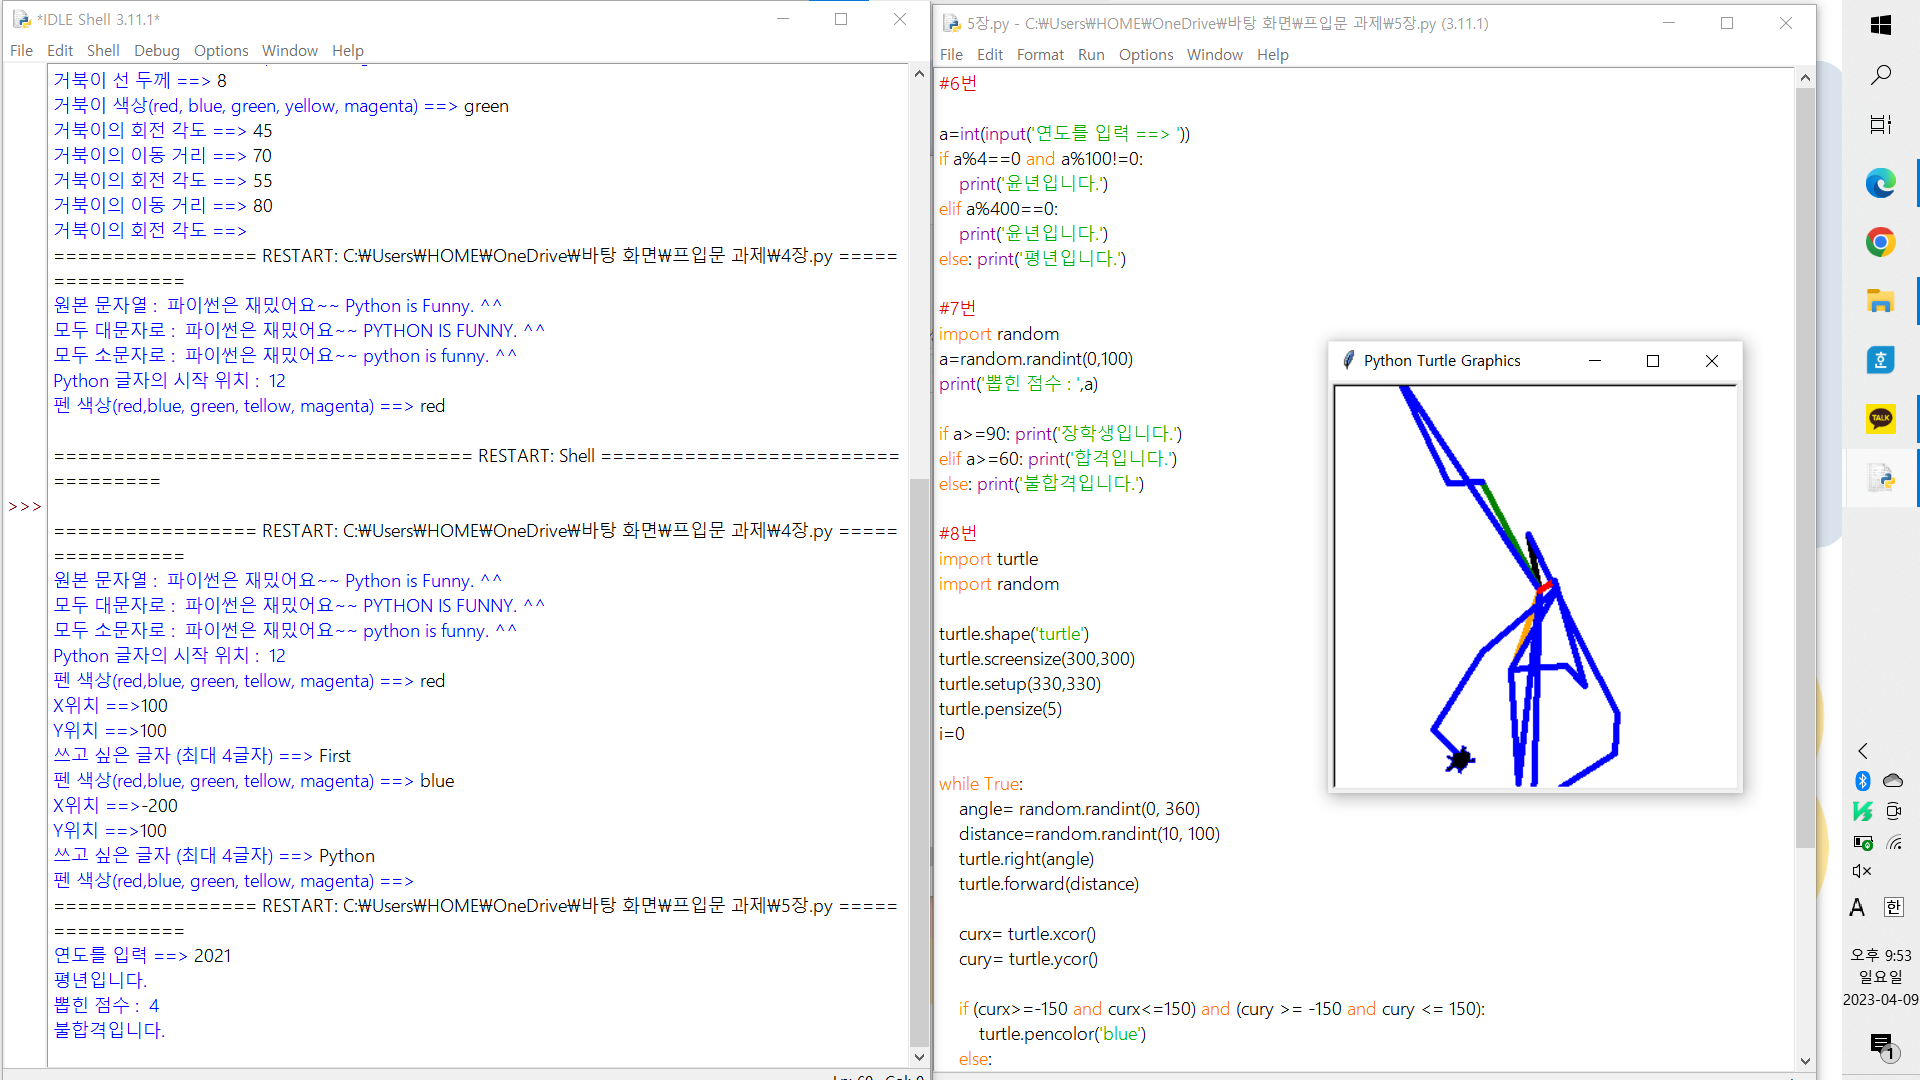 *IDLE Shell 3.11.1*
File Edit Shell Debug Options Window Help
거북이 선 두께 ==> 8
거북이 색상(red, blue, green, yellow, magenta) ==> green
거북이의 회전 각도 ==> 45
거북이의 이동 거리 ==> 70
거북이의 회전 각도 ==> 55
거북이의 이동 거리 ==> 80
거북이의 회전 각도 ==>
================= RESTART: C:₩Users₩HOME₩OneDrive₩바탕 화면₩프입문 과제₩4장.py =====
===========
원본 문자열 :  파이썬은 재밌어요~~ Python is Funny. ^^
모두 대문자로 :  파이썬은 재밌어요~~ PYTHON IS FUNNY. ^^
모두 소문자로 :  파이썬은 재밌어요~~ python is funny. ^^
Python 글자의 시작 위치 :  12
펜 색상(red,blue, green, tellow, magenta) ==> red
=================================== RESTART: Shell =========================
=========
>>>
================= RESTART: C:₩Users₩HOME₩OneDrive₩바탕 화면₩프입문 과제₩4장.py =====
===========
원본 문자열 :  파이썬은 재밌어요~~ Python is Funny. ^^
모두 대문자로 :  파이썬은 재밌어요~~ PYTHON IS FUNNY. ^^
모두 소문자로 :  파이썬은 재밌어요~~ python is funny. ^^
Python 글자의 시작 위치 :  12
펜 색상(red,blue, green, tellow, magenta) ==> red
X위치 ==>100
Y위치 ==>100
쓰고 싶은 글자 (최대 4글자) ==> First
펜 색상(red,blue, green, tellow, magenta) ==> blue
X위치 ==>-200
Y위치 ==>100
쓰고 싶은 글자 (최대 4글자) ==> Python
펜 색상(red,blue, green, tellow, magenta) ==>
================= RESTART: C:₩Users₩HOME₩OneDrive₩바탕 화면₩프입문 과제₩5장.py =====
===========
연도를 입력 ==> 2021
평년입니다.
뽑힌 점수 :  4
불합격입니다.
5장.py - C:₩Users₩HOME₩OneDrive₩바탕 화면₩프입문 과제₩5장.py (3.11.1)
File Edit Format Run Options Window Help
#6번
a=int(input('연도를 입력 ==> '))
if a%4==0 and a%100!=0:
    print('윤년입니다.')
elif a%400==0:
    print('윤년입니다.')
else: print('평년입니다.')
#7번
import random
a=random.randint(0,100)
print('뽑힌 점수 : ',a)
if a>=90: print('장학생입니다.')
elif a>=60: print('합격입니다.')
else: print('불합격입니다.')
#8번
import turtle
import random
turtle.shape('turtle')
turtle.screensize(300,300)
turtle.setup(330,330)
turtle.pensize(5)
i=0
while True:
    angle= random.randint(0, 360)
    distance=random.randint(10, 100)
    turtle.right(angle)
    turtle.forward(distance)
    curx= turtle.xcor()
    cury= turtle.ycor()
    if (curx>=-150 and curx<=150) and (cury >= -150 and cury <= 150):
        turtle.pencolor('blue')
    else:
Python Turtle Graphics
TALK
A 한
오후 9:53
일요일
2023-04-09
1